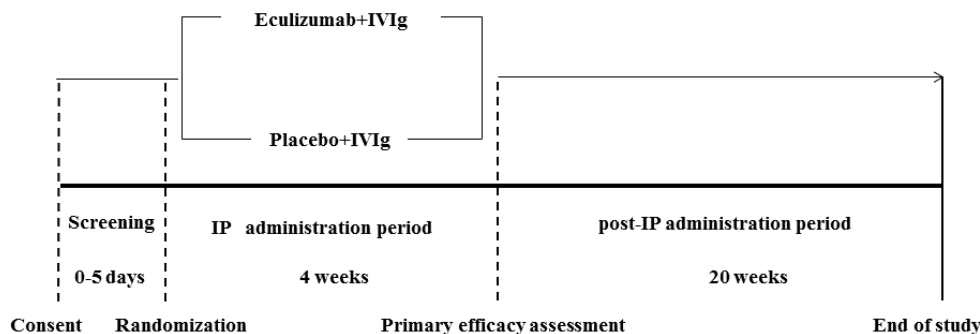 Eculizumab+IVIg
Placebo+IVIg
Screening IP administration period post-IP administration period
0-5 days 4 weeks 20 weeks
Consent Randomization Primary efficacy assessment End of study